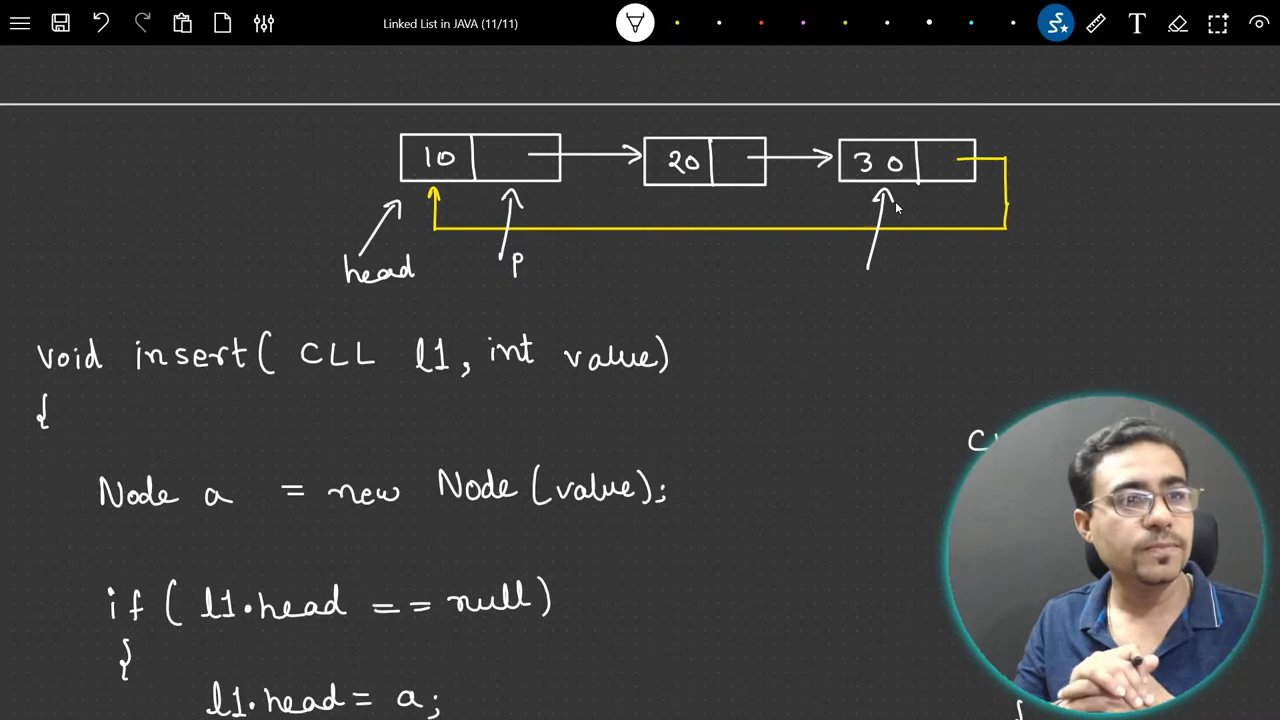 Linked List in JAVA (11/11)
T
10 20 30
head p
void insert( CLL l1, int value)
{
Node a = new Node (value);
if ( l1.head == null)
{
l1.head = a;
{